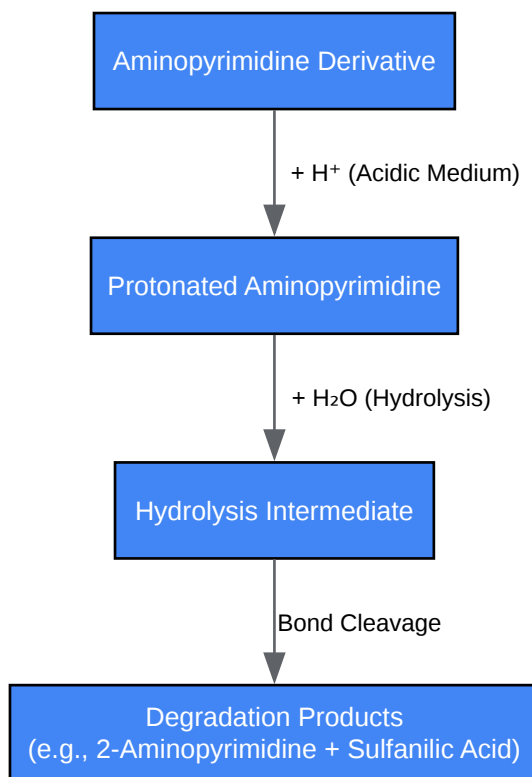 Aminopyrimidine Derivative
+ H⁺ (Acidic Medium)
Protonated Aminopyrimidine
+ H₂O (Hydrolysis)
Hydrolysis Intermediate
Bond Cleavage
Degradation Products
(e.g., 2-Aminopyrimidine + Sulfanilic Acid)